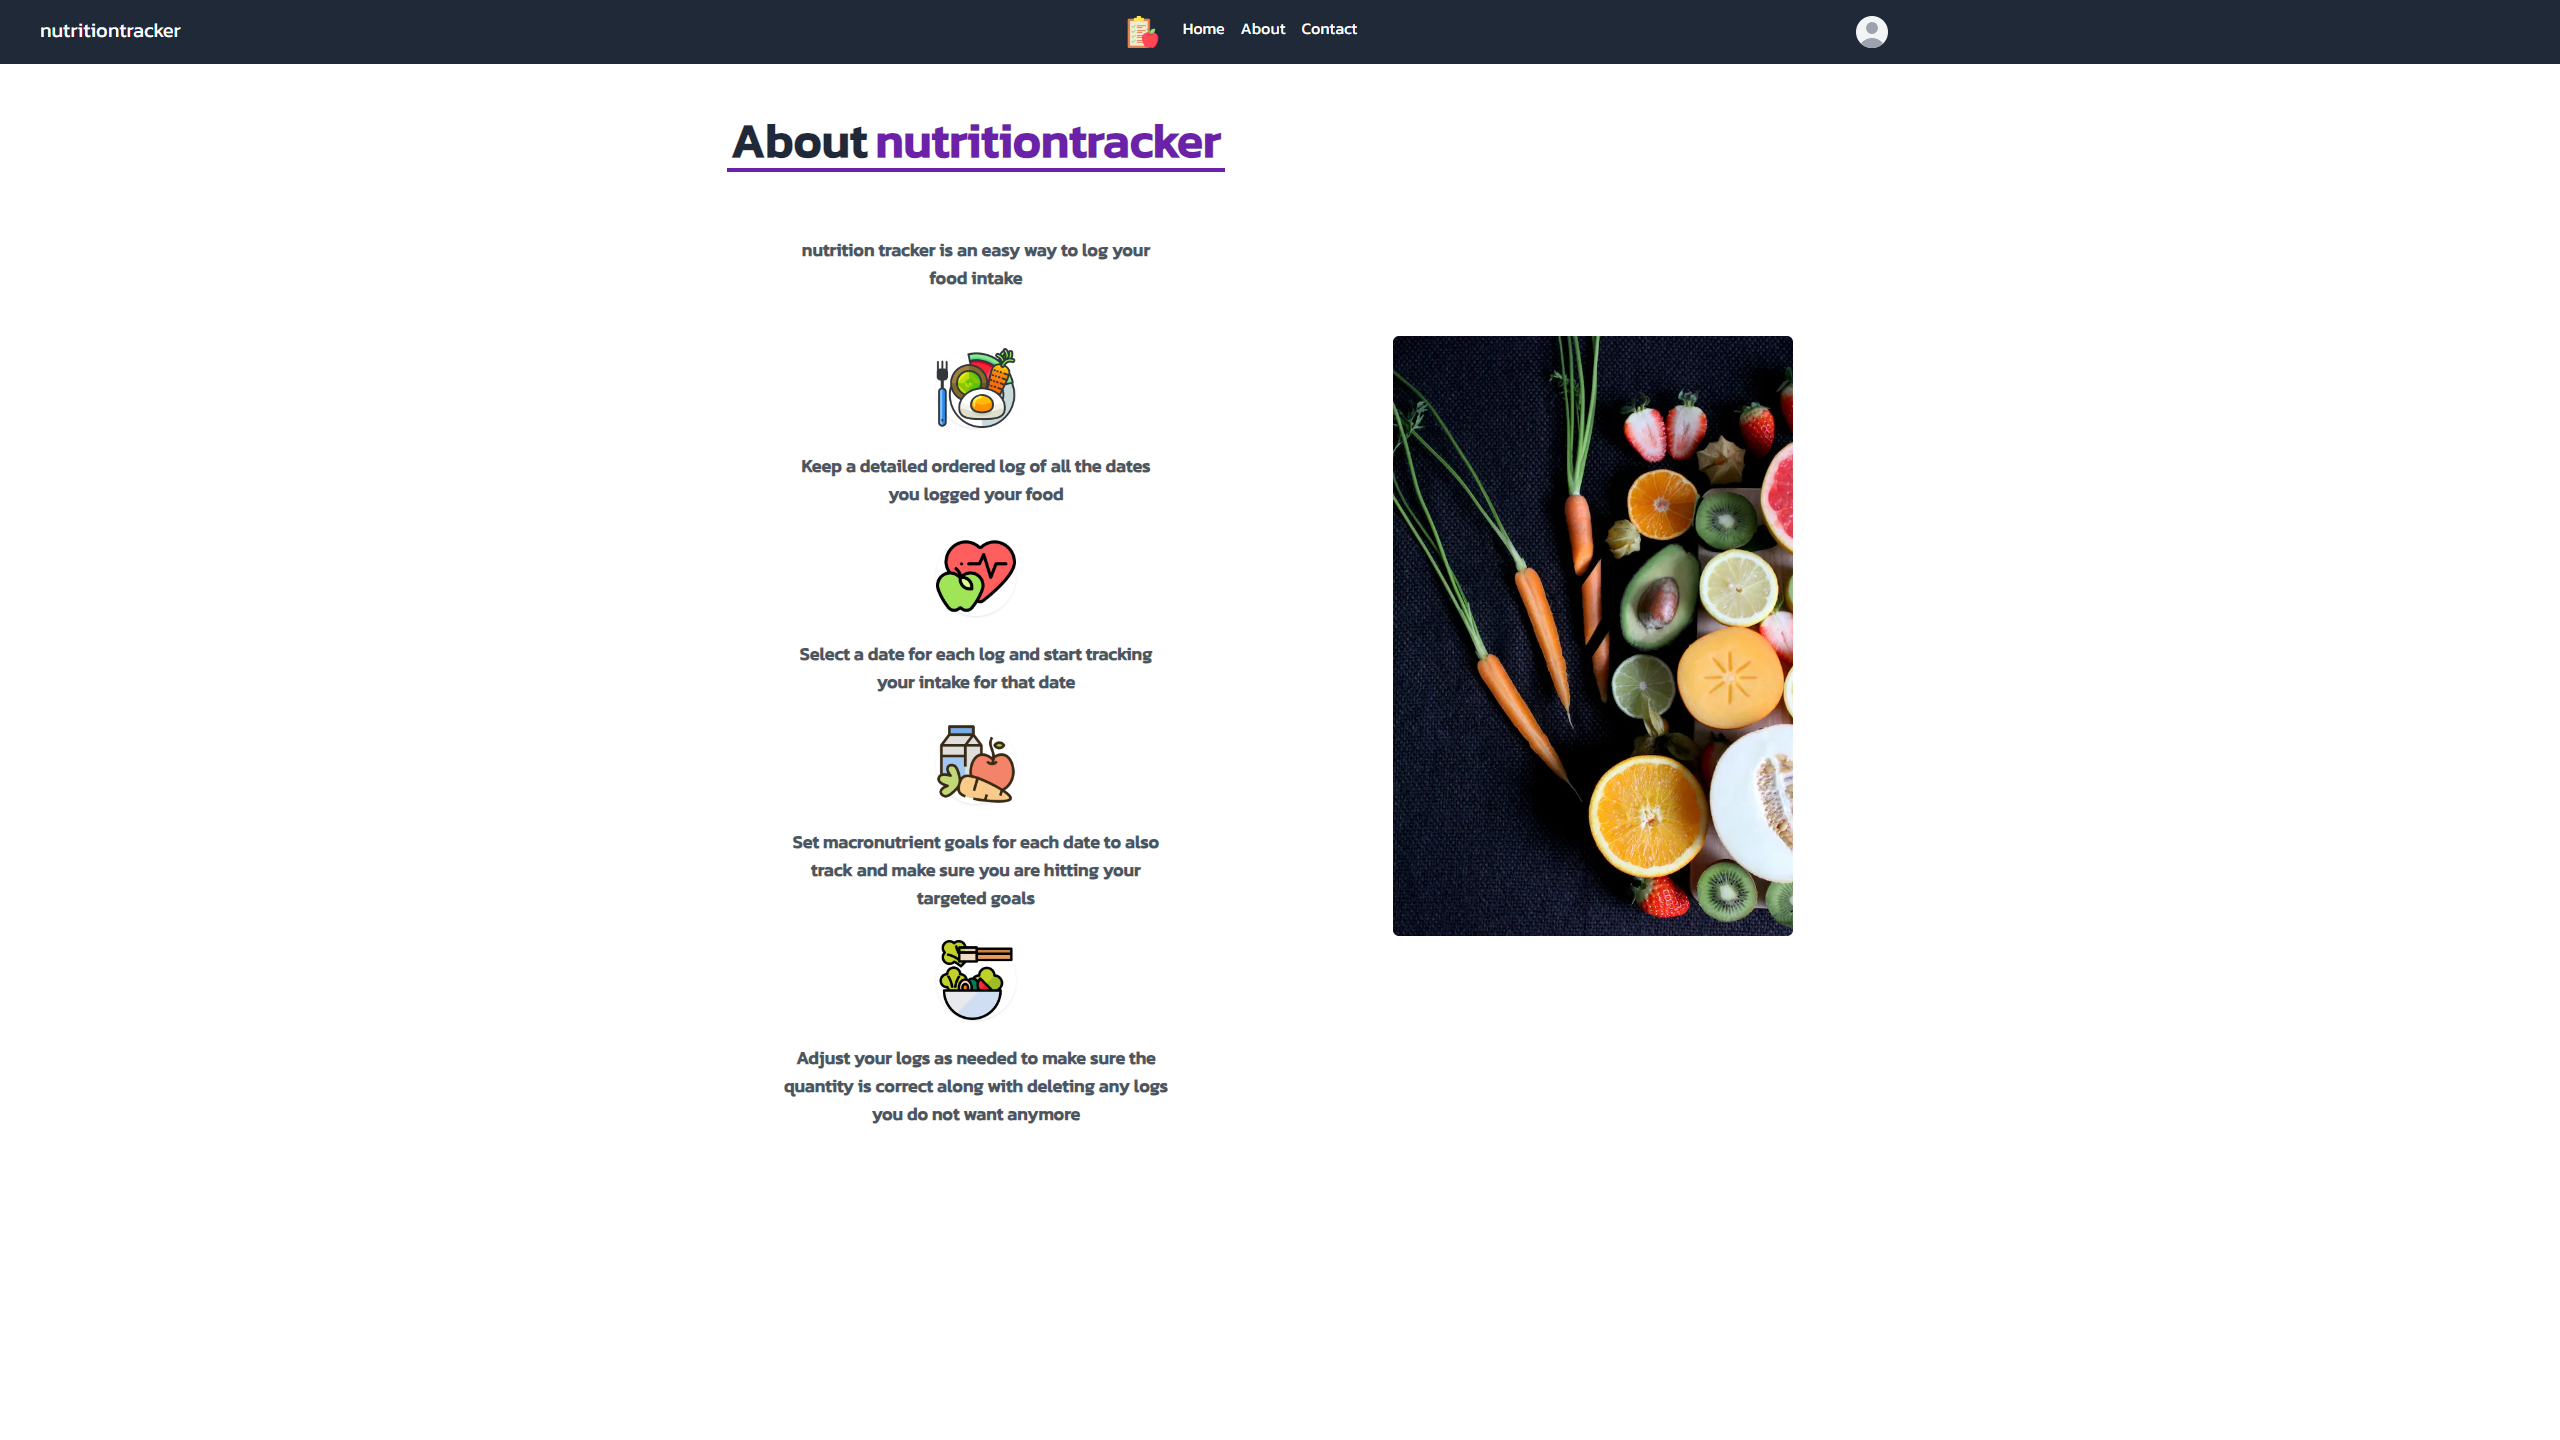 nutritiontracker
Home About Contact
About nutritiontracker
nutrition tracker is an easy way to log your
food intake
Keep a detailed ordered log of all the dates
you logged your food
Select a date for each log and start tracking
your intake for that date
Set macronutrient goals for each date to also
track and make sure you are hitting your
targeted goals
Adjust your logs as needed to make sure the
quantity is correct along with deleting any logs
you do not want anymore